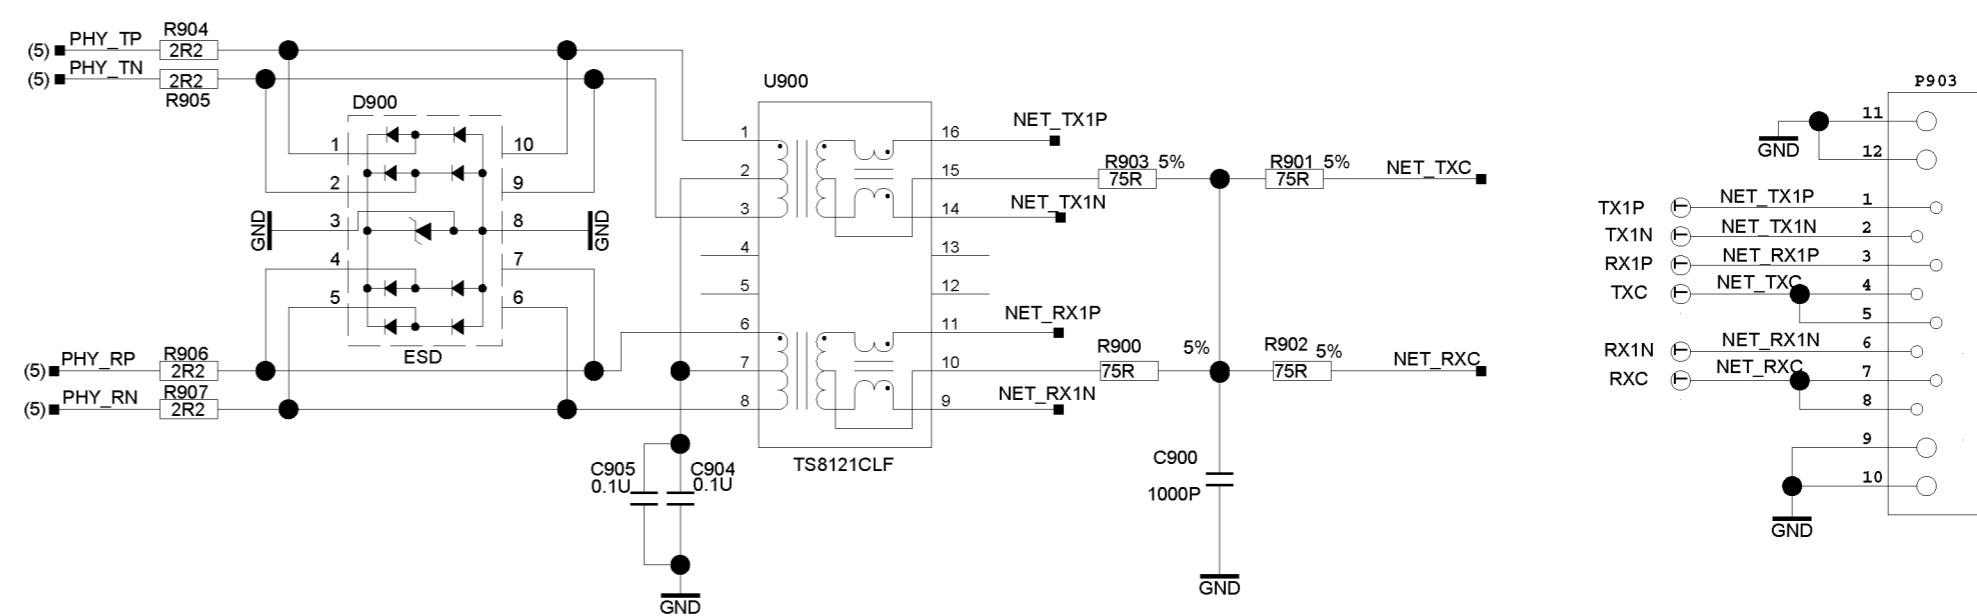 R904
(5) PHY_TP 2R2
(5) PHY_TN 2R2
R905
D900
1 10
2 9
GND 3 8 GND
4 7
5 6
ESD
R906
(5) PHY_RP 2R2
R907
(5) PHY_RN 2R2
C905 C904
0.1U 0.1U
GND
U900
1 16 NET_TX1P
2 15
3 14 NET_TX1N
4 13
5 12
6 11 NET_RX1P
7 10
8 9 NET_RX1N
TS8121CLF
R903 5% R901 5%
75R 75R NET_TXC
R900 5% R902 5%
75R 75R NET_RXC
C900
1000P
GND
P903
11
GND
12
TX1P T NET_TX1P 1
TX1N T NET_TX1N 2
RX1P T NET_RX1P 3
TXC T NET_TXC 4
5
RX1N T NET_RX1N 6
RXC T NET_RXC 7
8
9
10
GND